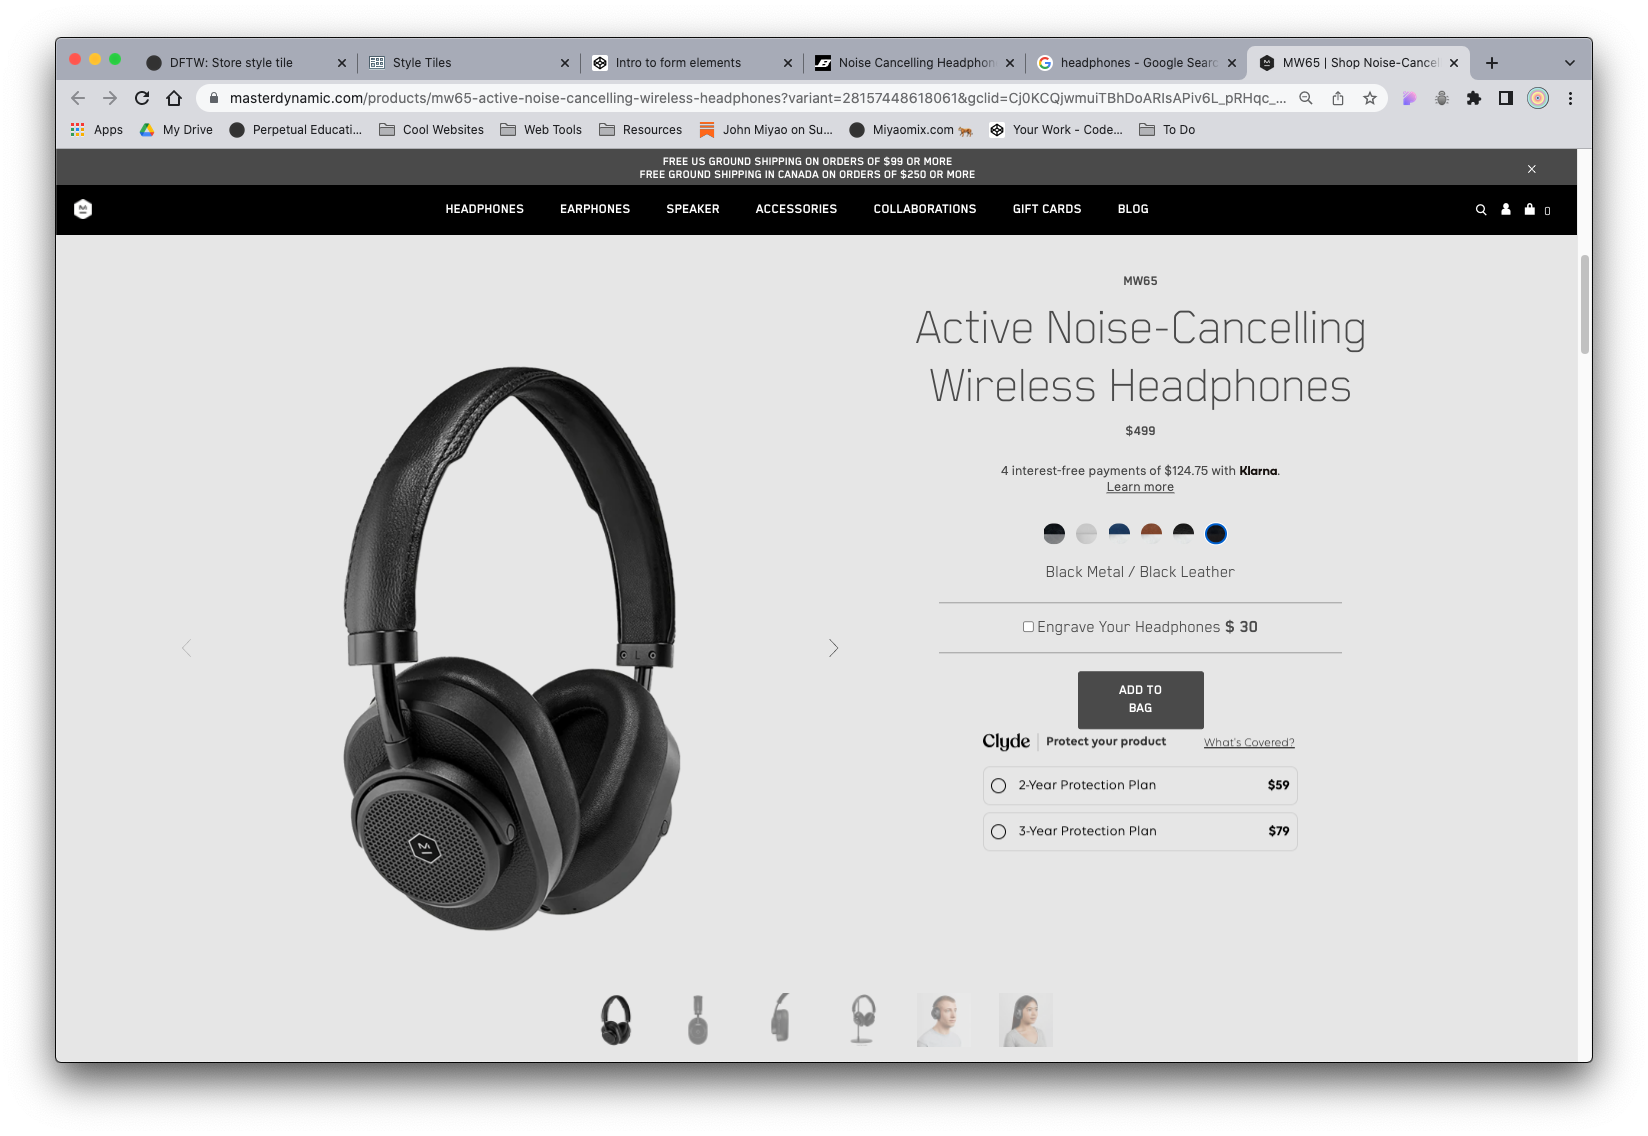 DFTW: Store style tile
Style Tiles
Intro to form elements
Noise Cancelling Headphon
headphones - Google Searc
MW65 | Shop Noise-Cancel
masterdynamic.com/products/mw65-active-noise-cancelling-wireless-headphones?variant=28157448618061&gclid=Cj0KCQjwmuiTBhDoARIsAPiv6L_pRHqc_...
Apps
My Drive
Perpetual Educati...
Cool Websites
Web Tools
Resources
John Miyao on Su...
Miyaomix.com 🐅
Your Work - Code...
To Do
FREE US GROUND SHIPPING ON ORDERS OF $99 OR MORE
FREE GROUND SHIPPING IN CANADA ON ORDERS OF $250 OR MORE
HEADPHONES
EARPHONES
SPEAKER
ACCESSORIES
COLLABORATIONS
GIFT CARDS
BLOG
MW65
Active Noise-Cancelling
Wireless Headphones
$499
4 interest-free payments of $124.75 with Klarna.
Learn more
Black Metal / Black Leather
Engrave Your Headphones $ 30
ADD TO
BAG
Clyde
Protect your product
What's Covered?
2-Year Protection Plan
$59
3-Year Protection Plan
$79
L